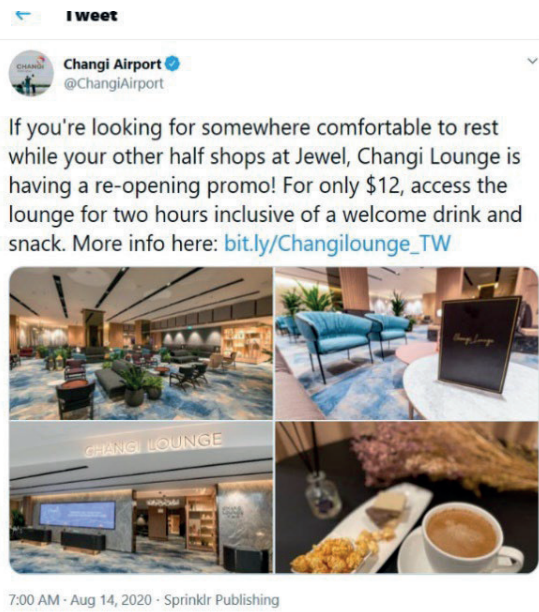 Tweet
CHANGI
Changi Airport
@ChangiAirport
If you're looking for somewhere comfortable to rest
while your other half shops at Jewel, Changi Lounge is
having a re-opening promo! For only $12, access the
lounge for two hours inclusive of a welcome drink and
snack. More info here: bit.ly/Changilounge_TW
Changi Lounge
CHANGI LOUNGE
7:00 AM · Aug 14, 2020 · Sprinklr Publishing